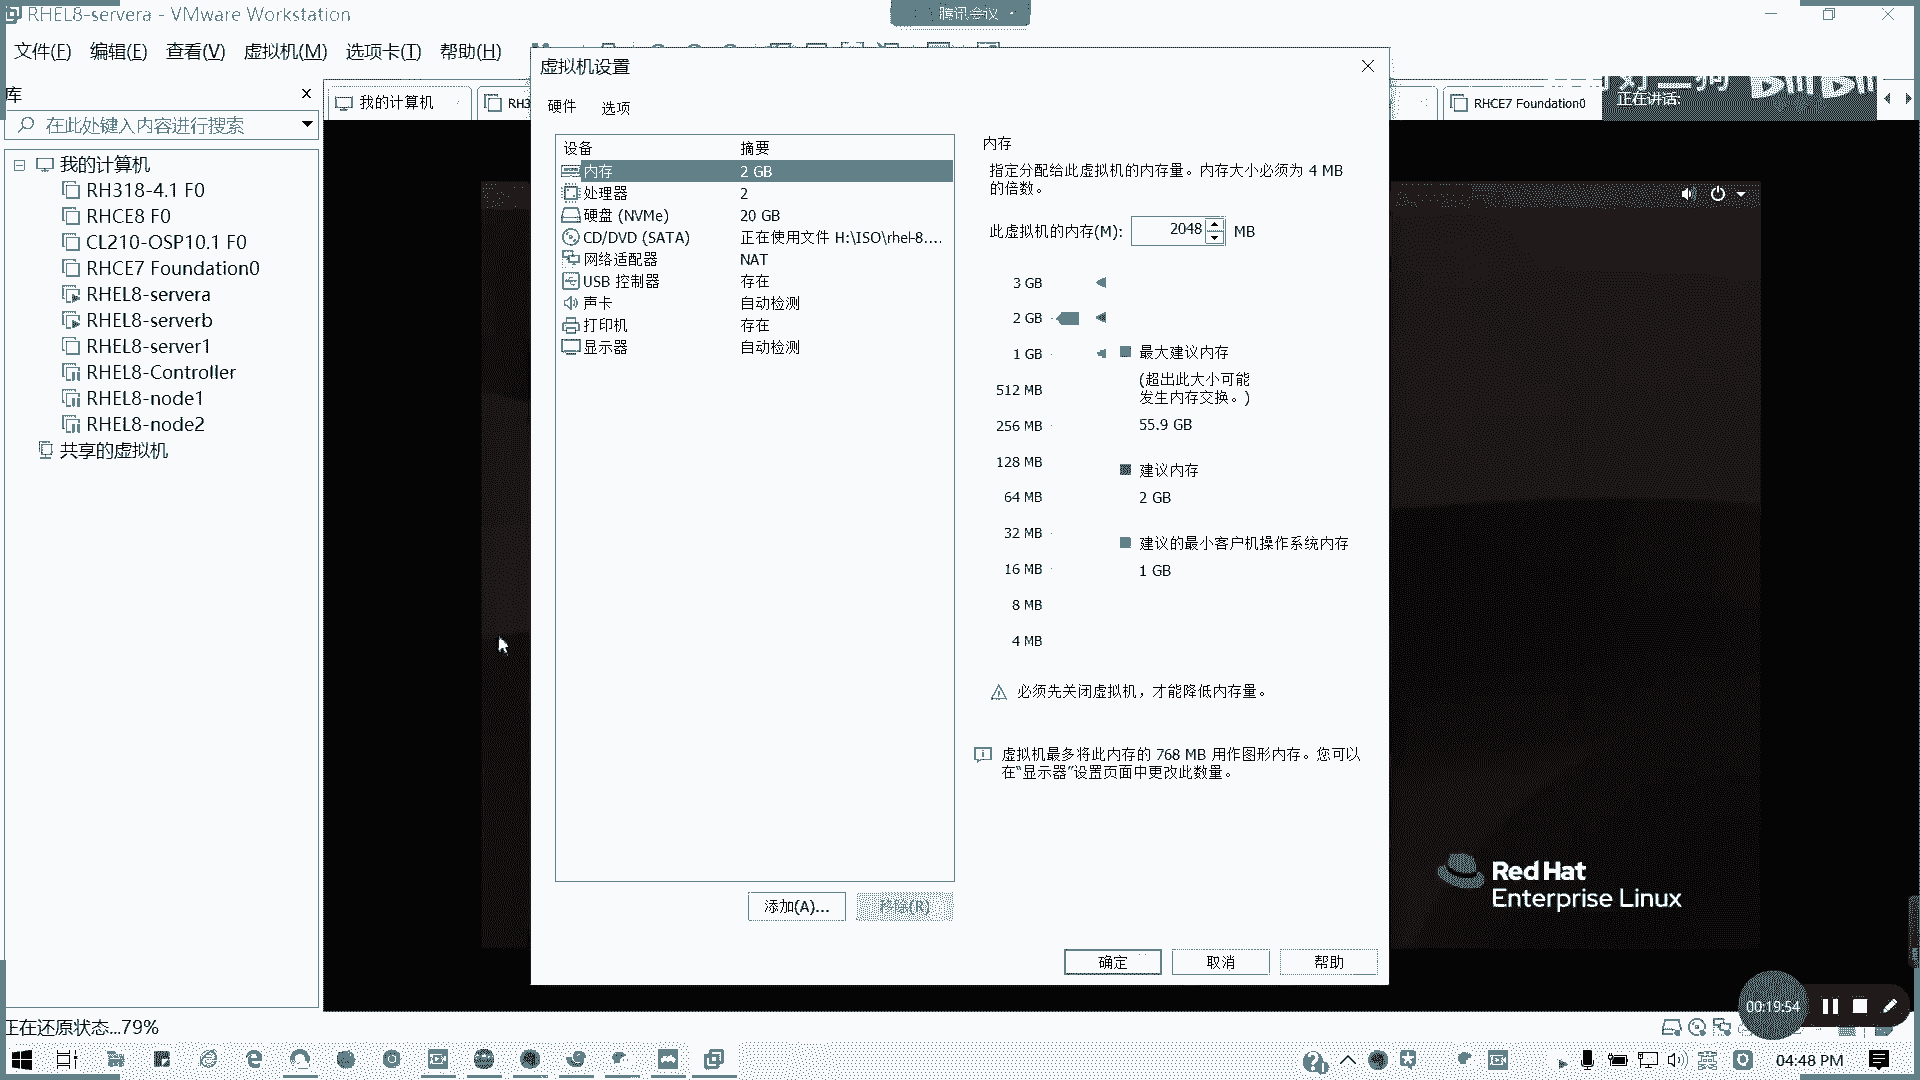 RHEL8-servera - VMware Workstation
腾讯会议
文件(F) 编辑(E) 查看(V) 虚拟机(M) 选项卡(T) 帮助(H)
库
在此处键入内容进行搜索
我的计算机
RH318-4.1 F0
RHCE8 F0
CL210-OSP10.1 F0
RHCE7 Foundation0
RHEL8-servera
RHEL8-serverb
RHEL8-server1
RHEL8-Controller
RHEL8-node1
RHEL8-node2
共享的虚拟机
我的计算机
RH3
RHCE7 Foundation0
正在讲话:
虚拟机设置
硬件 选项
设备 摘要
内存 2 GB
处理器 2
硬盘 (NVMe) 20 GB
CD/DVD (SATA) 正在使用文件 H:\ISO\rhel-8....
网络适配器 NAT
USB 控制器 存在
声卡 自动检测
打印机 存在
显示器 自动检测
添加(A)... 移除(R)
内存
指定分配给此虚拟机的内存量。内存大小必须为 4 MB
的倍数。
此虚拟机的内存(M): 2048 MB
3 GB
2 GB
1 GB
512 MB
256 MB
128 MB
64 MB
32 MB
16 MB
8 MB
4 MB
最大建议内存
(超出此大小可能
发生内存交换。)
55.9 GB
建议内存
2 GB
建议的最小客户机操作系统内存
1 GB
必须先关闭虚拟机，才能降低内存量。
虚拟机最多将此内存的 768 MB 用作图形内存。您可以
在“显示器”设置页面中更改此数量。
确定 取消 帮助
Red Hat
Enterprise Linux
00:19:54
正在还原状态...79%
英
04:48 PM